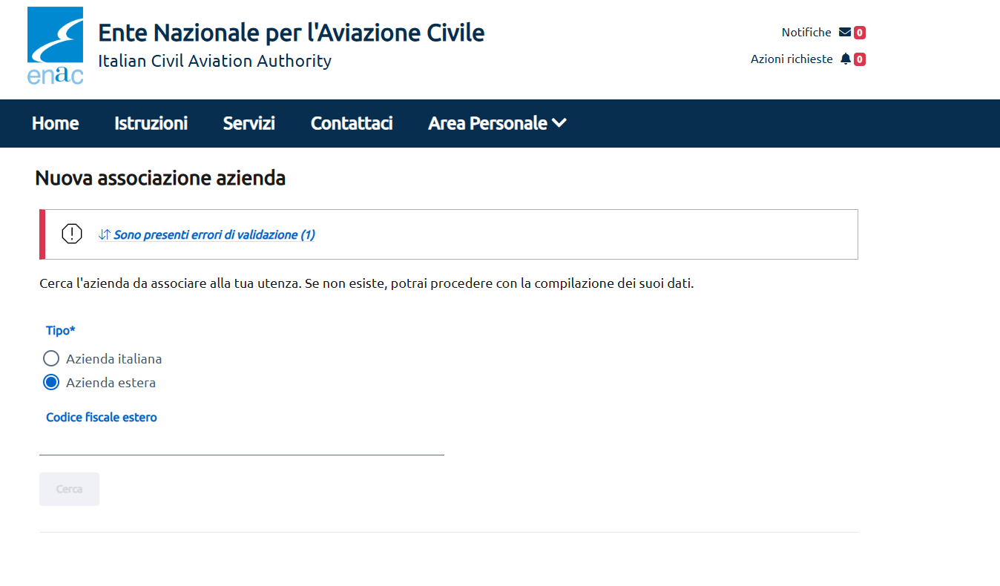 Ente Nazionale per l'Aviazione Civile
Italian Civil Aviation Authority
enac
Notifiche 0
Azioni richieste 0
Home Istruzioni Servizi Contattaci Area Personale
Nuova associazione azienda
Sono presenti errori di validazione (1)
Cerca l'azienda da associare alla tua utenza. Se non esiste, potrai procedere con la compilazione dei suoi dati.
Tipo*
Azienda italiana
Azienda estera
Codice fiscale estero
Cerca